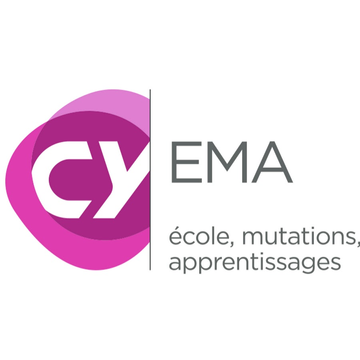 CY
EMA
école, mutations,
apprentissages